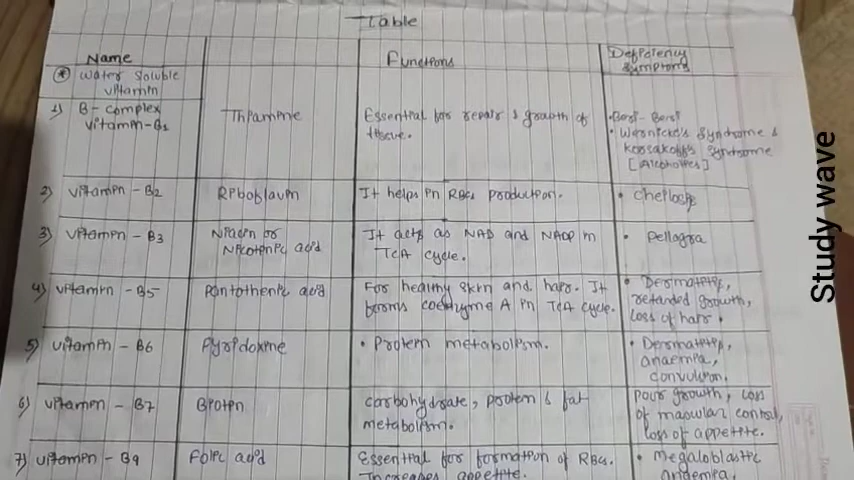 Table
Name
Functions
Deficiency
Symptoms
* Water Soluble
vitamin
1) B-complex
vitamin-B1
Thiamine
Essential for repair & growth of
tissue.
• Beri-Beri
• Wernicke's Syndrome &
Korsakoff's Syndrome
[Alcoholics]
2) vitamin-B2
Riboflavin
It helps in RBCs production.
• Cheilosis
3) vitamin-B3
Niacin or
Nicotinic acid
It acts as NAD and NADP in
TCA cycle.
• pellagra
4) vitamin-B5
pantothenic acid
For healthy skin and hair. It
forms coenzyme A in TCA cycle.
• Dermatitis,
retarded growth,
Loss of hair.
5) vitamin-B6
pyridoxine
• Protein metabolism.
• Dermatitis,
anaemia,
convulsion.
6) vitamin-B7
Biotin
carbohydrate, protein & fat
metabolism.
poor growth, Loss
of control,
Loss of appetite.
7) vitamin-B9
Folic acid
Essential for formation of RBCs.
Increases appetite.
• Megaloblastic
anaemia,
Study wave